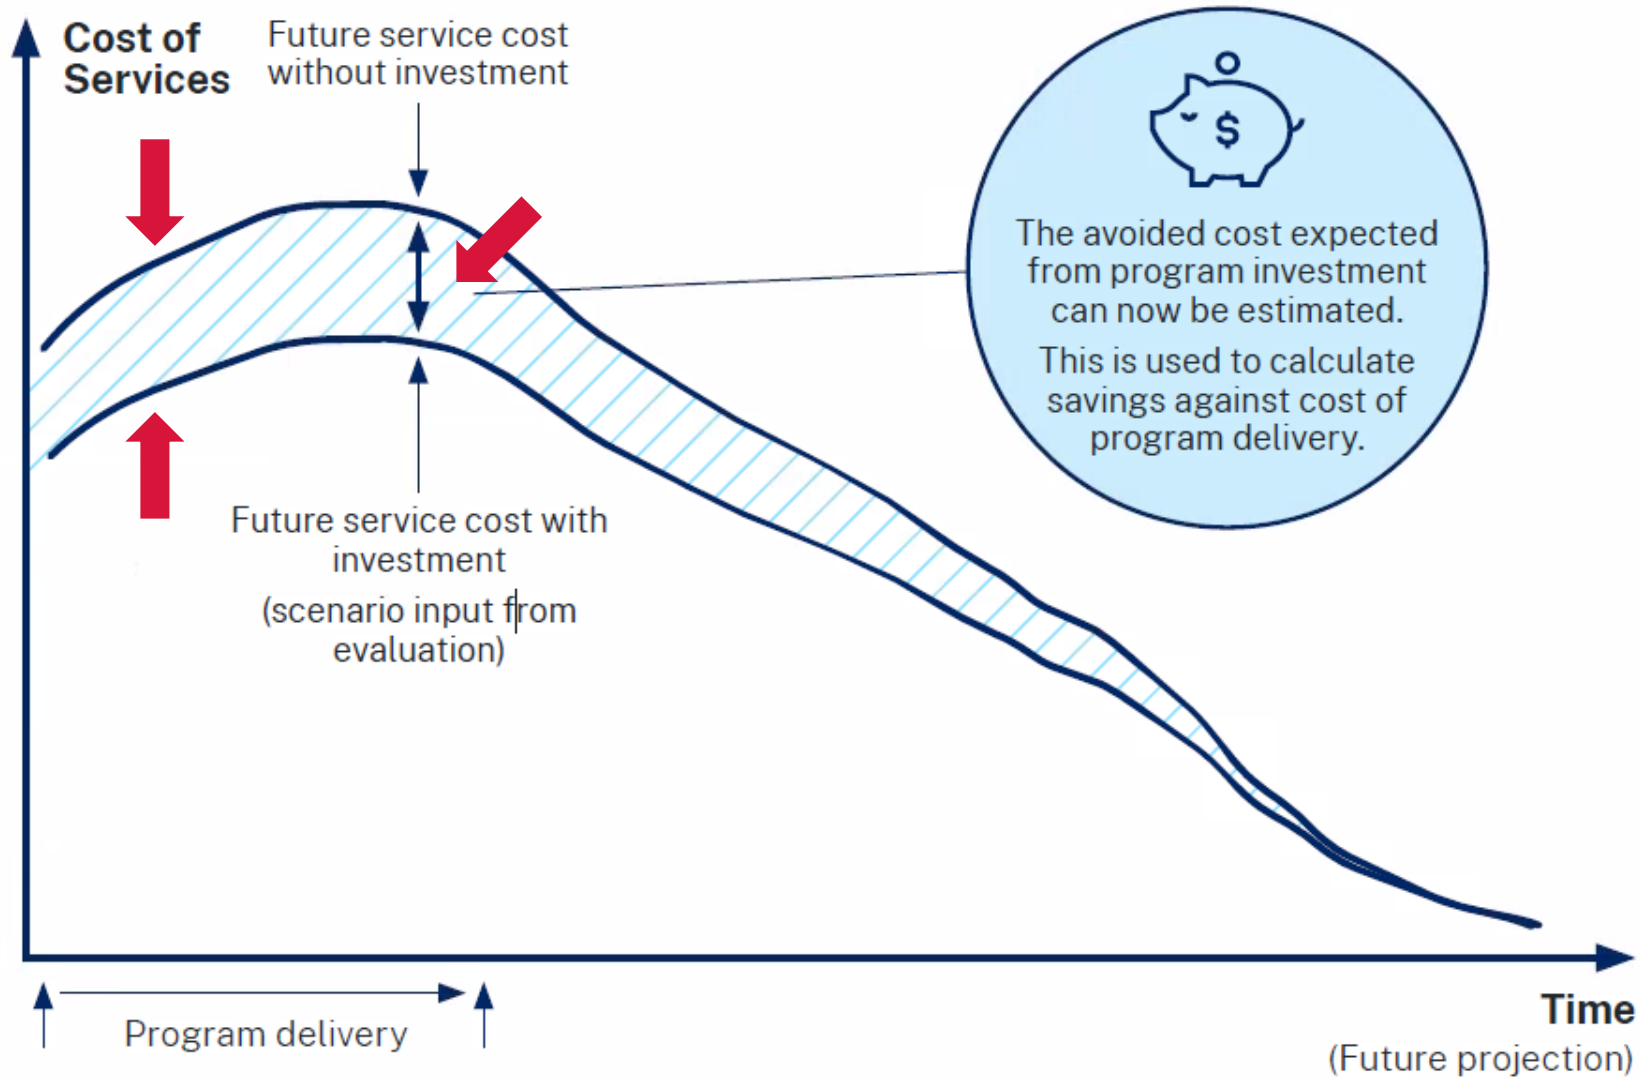 Cost of
Services
Future service cost
without investment
$
The avoided cost expected
from program investment
can now be estimated.
This is used to calculate
savings against cost of
program delivery.
Future service cost with
investment
(scenario input from
evaluation)
Program delivery
Time
(Future projection)